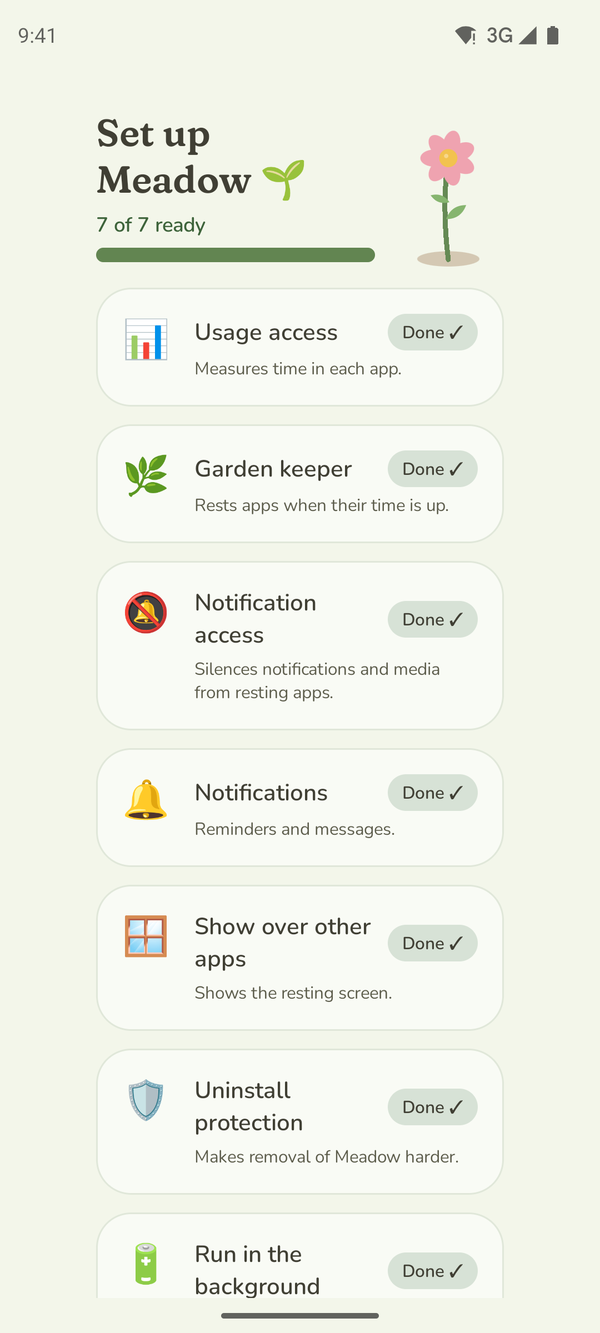 9:41
3G
Set up
Meadow 🌱
7 of 7 ready
Usage access
Done ✓
Measures time in each app.
Garden keeper
Done ✓
Rests apps when their time is up.
Notification
access
Done ✓
Silences notifications and media
from resting apps.
Notifications
Done ✓
Reminders and messages.
Show over other
apps
Done ✓
Shows the resting screen.
Uninstall
protection
Done ✓
Makes removal of Meadow harder.
Run in the
background
Done ✓